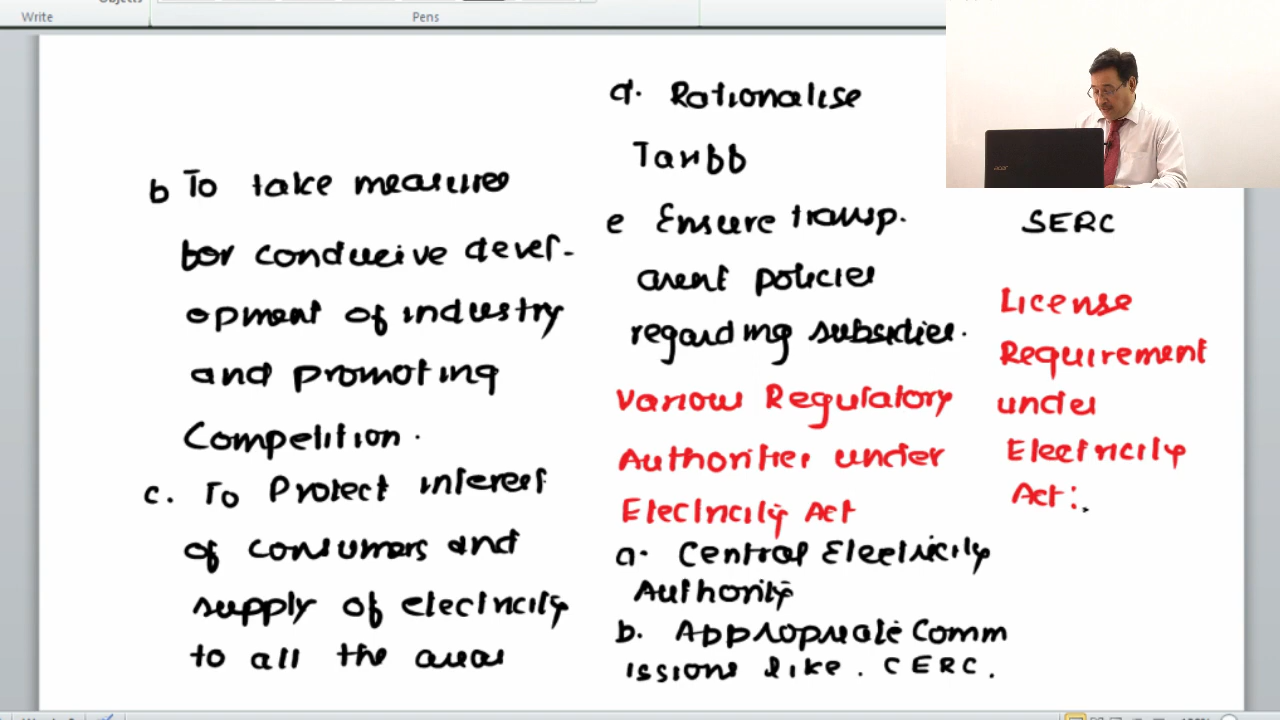 Write
Objects
Pens
b To take measures
for conducive devel-
opment of industry
and promoting
Competition.
c. To Protect interest
of consumers and
supply of electricity
to all the areas
d. Rationalise
Tariff
e Ensure transp.
arent policies
regarding subsidies.
Various Regulatory
Authorities under
Electricity Act
a. Central Electricity
Authority
b. Appropriate Comm
issions like. CERC.
SERC
License
Requirement
under
Electricity
Act:
acer